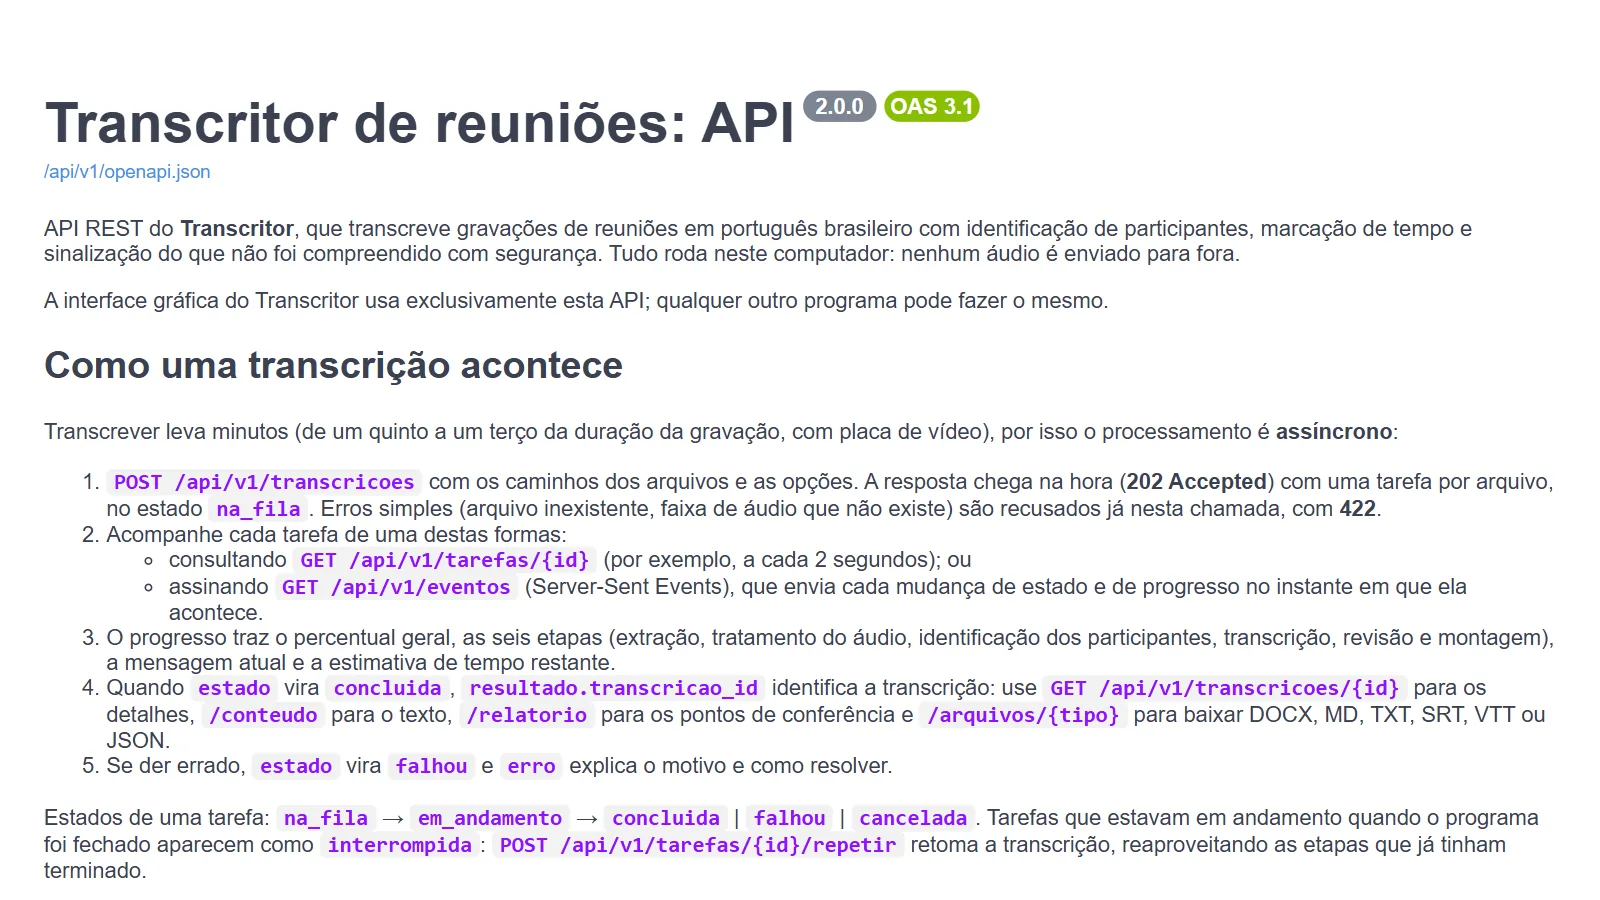 Transcritor de reuniões: API 2.0.0 OAS 3.1
/api/v1/openapi.json
API REST do Transcritor, que transcreve gravações de reuniões em português brasileiro com identificação de participantes, marcação de tempo e
sinalização do que não foi compreendido com segurança. Tudo roda neste computador: nenhum áudio é enviado para fora.
A interface gráfica do Transcritor usa exclusivamente esta API; qualquer outro programa pode fazer o mesmo.
Como uma transcrição acontece
Transcrever leva minutos (de um quinto a um terço da duração da gravação, com placa de vídeo), por isso o processamento é assíncrono:
1. POST /api/v1/transcricoes com os caminhos dos arquivos e as opções. A resposta chega na hora (202 Accepted) com uma tarefa por arquivo,
no estado na_fila . Erros simples (arquivo inexistente, faixa de áudio que não existe) são recusados já nesta chamada, com 422.
2. Acompanhe cada tarefa de uma destas formas:
◦ consultando GET /api/v1/tarefas/{id} (por exemplo, a cada 2 segundos); ou
◦ assinando GET /api/v1/eventos (Server-Sent Events), que envia cada mudança de estado e de progresso no instante em que ela
acontece.
3. O progresso traz o percentual geral, as seis etapas (extração, tratamento do áudio, identificação dos participantes, transcrição, revisão e montagem),
a mensagem atual e a estimativa de tempo restante.
4. Quando estado vira concluida , resultado.transcricao_id identifica a transcrição: use GET /api/v1/transcricoes/{id} para os
detalhes, /conteudo para o texto, /relatorio para os pontos de conferência e /arquivos/{tipo} para baixar DOCX, MD, TXT, SRT, VTT ou
JSON.
5. Se der errado, estado vira falhou e erro explica o motivo e como resolver.
Estados de uma tarefa: na_fila → em_andamento → concluida | falhou | cancelada . Tarefas que estavam em andamento quando o programa
foi fechado aparecem como interrompida : POST /api/v1/tarefas/{id}/repetir retoma a transcrição, reaproveitando as etapas que já tinham
terminado.